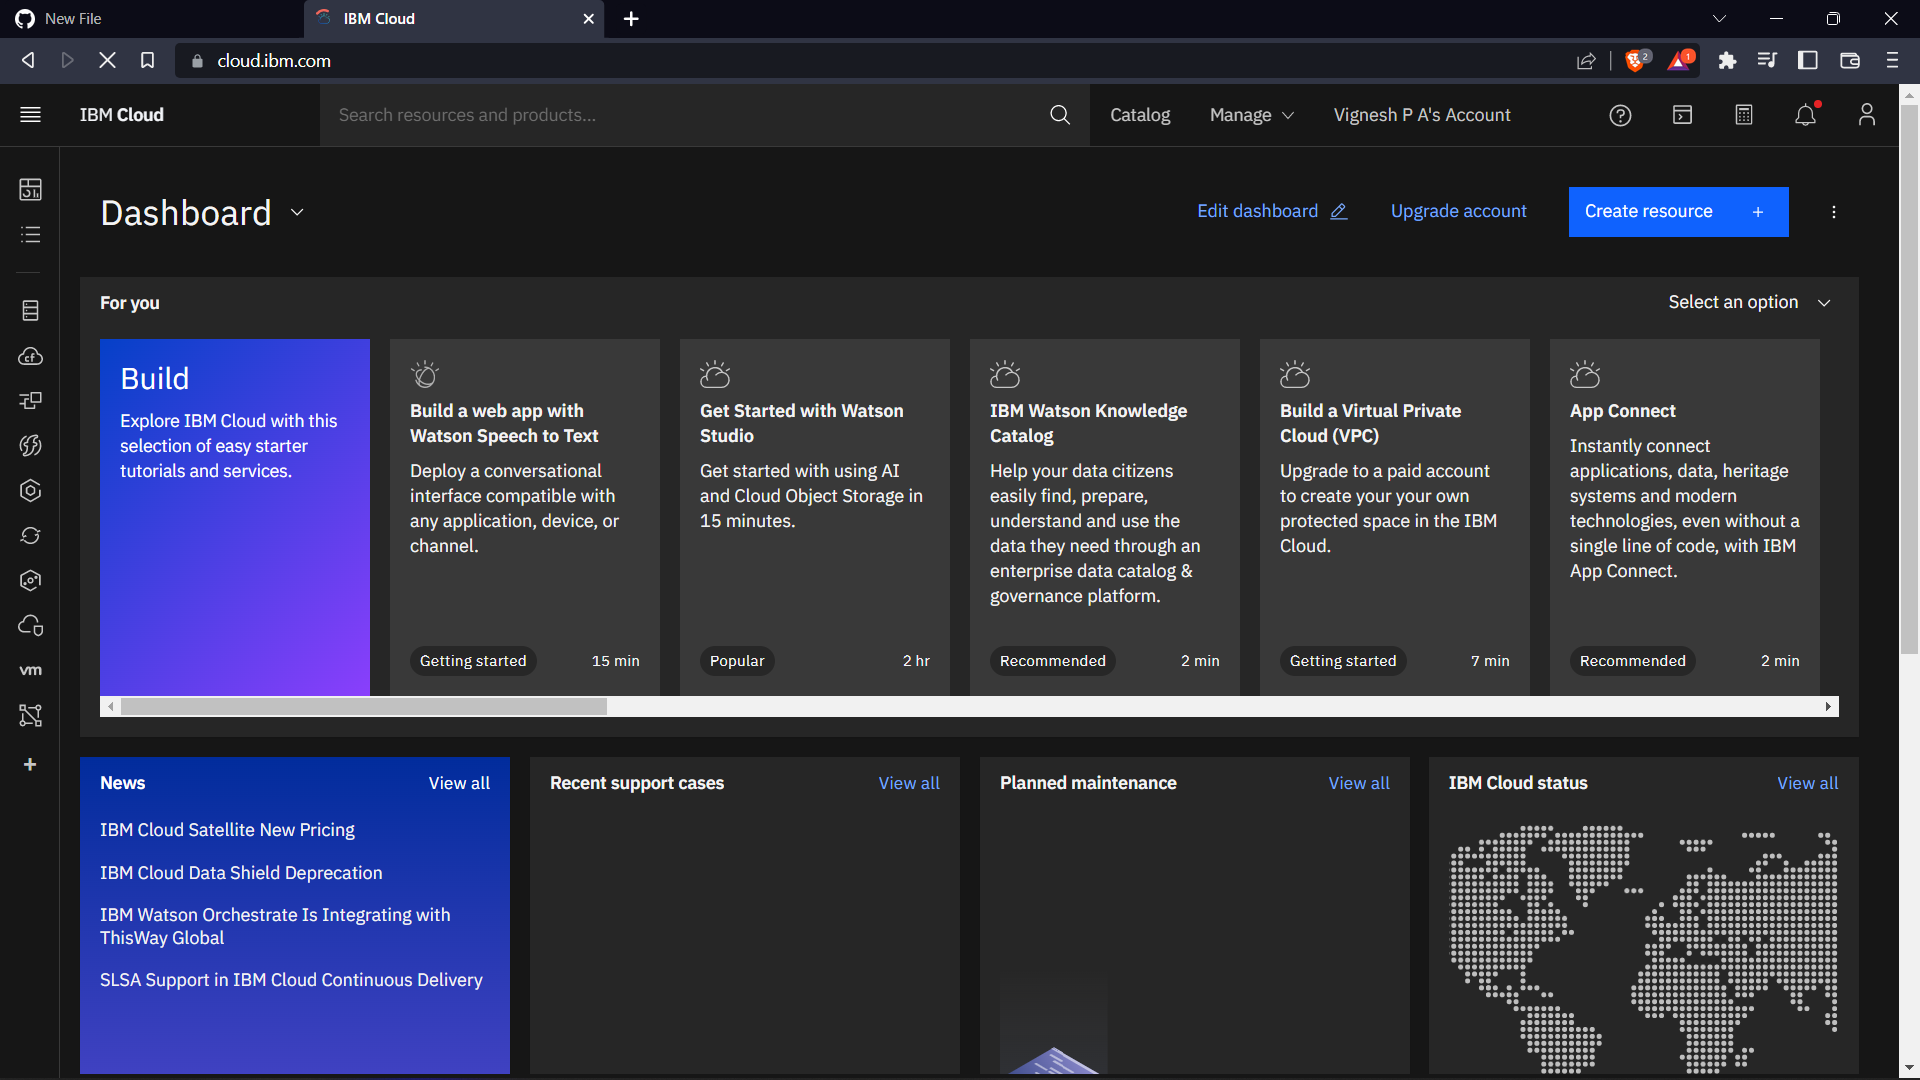 New File
IBM Cloud
cloud.ibm.com
2
1
IBM Cloud
Search resources and products...
Catalog
Manage
Vignesh P A's Account
Dashboard
Edit dashboard
Upgrade account
Create resource +
For you
Select an option
Build
Explore IBM Cloud with this
selection of easy starter
tutorials and services.
Build a web app with
Watson Speech to Text
Deploy a conversational
interface compatible with
any application, device, or
channel.
Getting started 15 min
Get Started with Watson
Studio
Get started with using AI
and Cloud Object Storage in
15 minutes.
Popular 2 hr
IBM Watson Knowledge
Catalog
Help your data citizens
easily find, prepare,
understand and use the
data they need through an
enterprise data catalog &
governance platform.
Recommended 2 min
Build a Virtual Private
Cloud (VPC)
Upgrade to a paid account
to create your your own
protected space in the IBM
Cloud.
Getting started 7 min
App Connect
Instantly connect
applications, data, heritage
systems and modern
technologies, even without a
single line of code, with IBM
App Connect.
Recommended 2 min
cf
vm
News View all
IBM Cloud Satellite New Pricing
IBM Cloud Data Shield Deprecation
IBM Watson Orchestrate Is Integrating with
ThisWay Global
SLSA Support in IBM Cloud Continuous Delivery
Recent support cases View all
Planned maintenance View all
IBM Cloud status View all